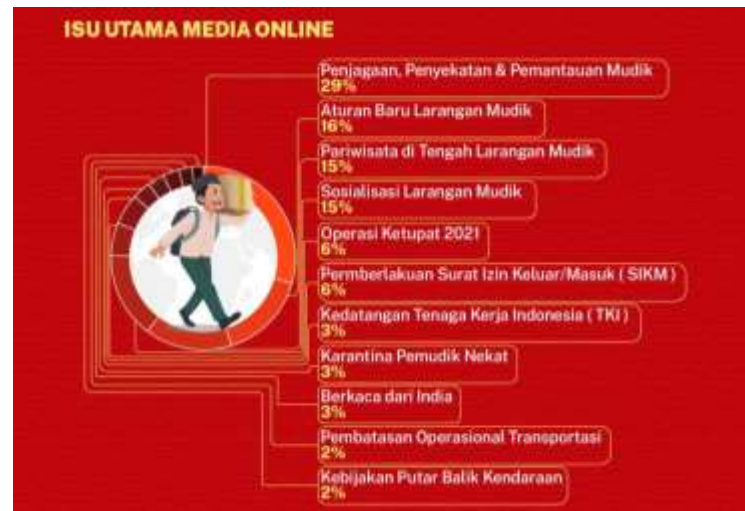 ISU UTAMA MEDIA ONLINE
Penjagaan, Penyekatan & Pemantauan Mudik
29%
Aturan Baru Larangan Mudik
16%
Pariwisata di Tengah Larangan Mudik
15%
Sosialisasi Larangan Mudik
15%
Operasi Ketupat 2021
6%
Permberlakuan Surat Izin Keluar/Masuk ( SIKM )
6%
Kedatangan Tenaga Kerja Indonesia ( TKI )
3%
Karantina Pemudik Nekat
3%
Berkaca dari India
3%
Pembatasan Operasional Transportasi
2%
Kebijakan Putar Balik Kendaraan
2%